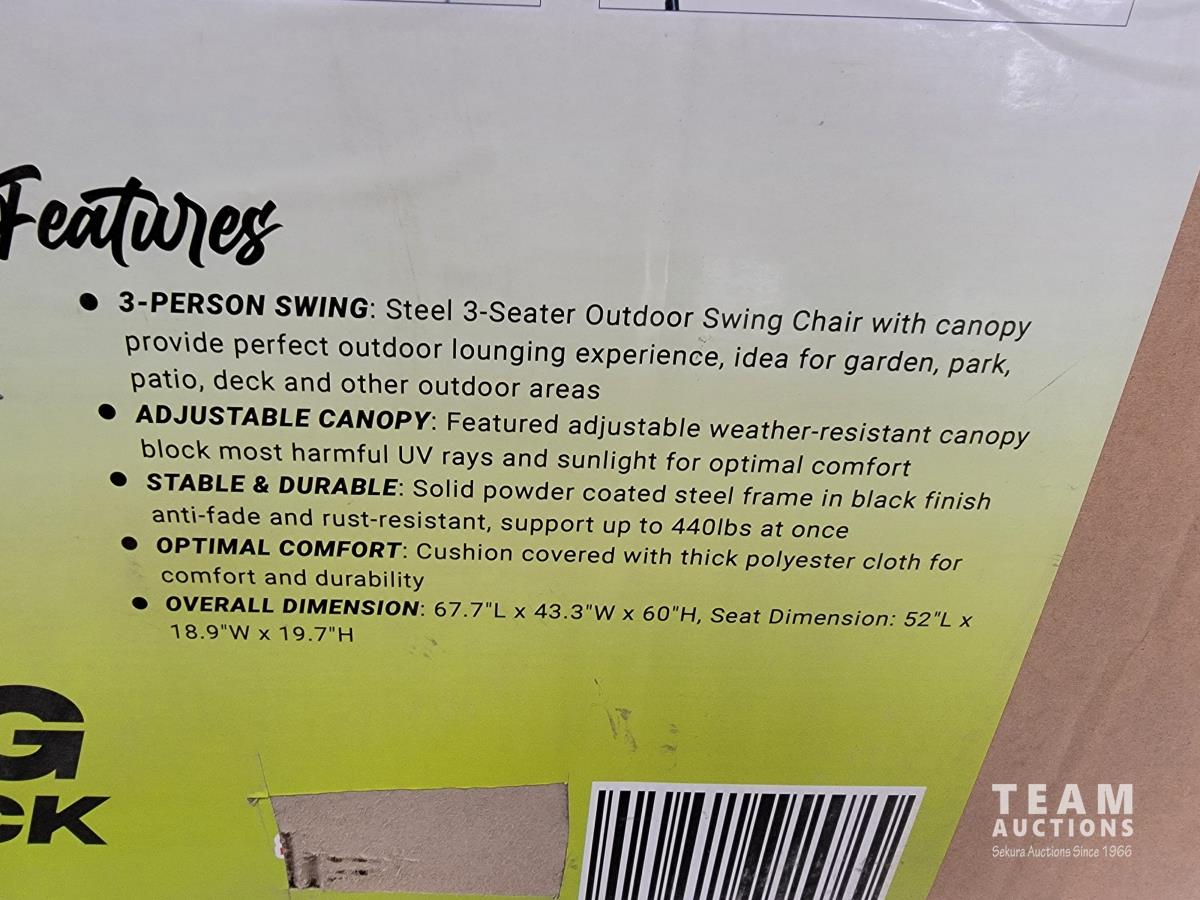 Features
• 3-PERSON SWING: Steel 3-Seater Outdoor Swing Chair with canopy
provide perfect outdoor lounging experience, idea for garden, park,
patio, deck and other outdoor areas
• ADJUSTABLE CANOPY: Featured adjustable weather-resistant canopy
block most harmful UV rays and sunlight for optimal comfort
• STABLE & DURABLE: Solid powder coated steel frame in black finish
anti-fade and rust-resistant, support up to 440lbs at once
• OPTIMAL COMFORT: Cushion covered with thick polyester cloth for
comfort and durability
• OVERALL DIMENSION: 67.7"L x 43.3"W x 60"H, Seat Dimension: 52"L x
18.9"W x 19.7"H
G
CK
TEAM
AUCTIONS
Sekura Auctions Since 1966